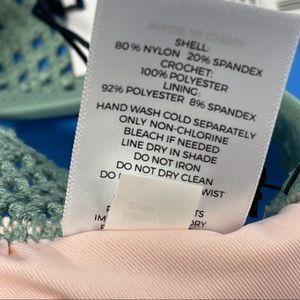 SHELL:
80% NYLON 20% SPANDEX
CROCHET:
100% POLYESTER
LINING:
92% POLYESTER 8% SPANDEX
HAND WASH COLD SEPARATELY
ONLY NON-CHLORINE
BLEACH IF NEEDED
LINE DRY IN SHADE
DO NOT IRON
DO NOT DRY CLEAN
DO